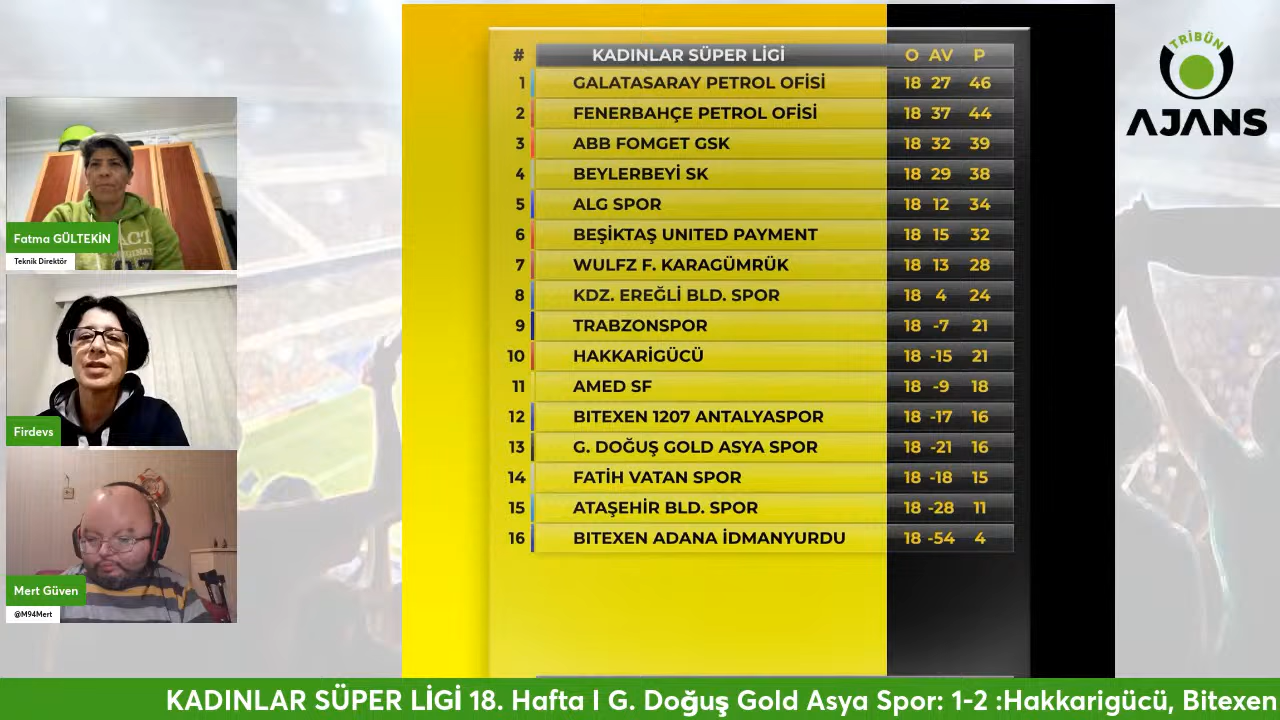 TRİBÜN
AJANS
# KADINLAR SÜPER LİGİ O AV P
1 GALATASARAY PETROL OFİSİ 18 27 46
2 FENERBAHÇE PETROL OFİSİ 18 37 44
3 ABB FOMGET GSK 18 32 39
4 BEYLERBEYİ SK 18 29 38
5 ALG SPOR 18 12 34
6 BEŞİKTAŞ UNITED PAYMENT 18 15 32
7 WULFZ F. KARAGÜMRÜK 18 13 28
8 KDZ. EREĞLİ BLD. SPOR 18 4 24
9 TRABZONSPOR 18 -7 21
10 HAKKARİGÜCÜ 18 -15 21
11 AMED SF 18 -9 18
12 BITEXEN 1207 ANTALYASPOR 18 -17 16
13 G. DOĞUŞ GOLD ASYA SPOR 18 -21 16
14 FATİH VATAN SPOR 18 -18 15
15 ATAŞEHİR BLD. SPOR 18 -28 11
16 BITEXEN ADANA İDMANYURDU 18 -54 4
Fatma GÜLTEKİN
Teknik Direktör
Firdevs
Mert Güven
@M94Mert
KADINLAR SÜPER LİGİ 18. Hafta I G. Doğuş Gold Asya Spor: 1-2 :Hakkarigücü, Bitexen